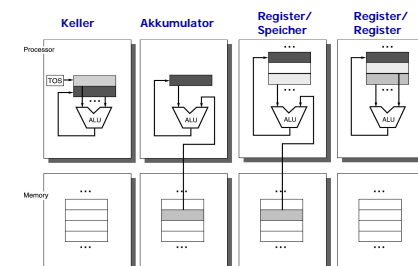 Keller
Akkumulator
Register/
Speicher
Register/
Register
Processor
TOS
...
ALU
ALU
...
...
ALU
...
...
ALU
Memory
...
...
...
...
...
...
...
...